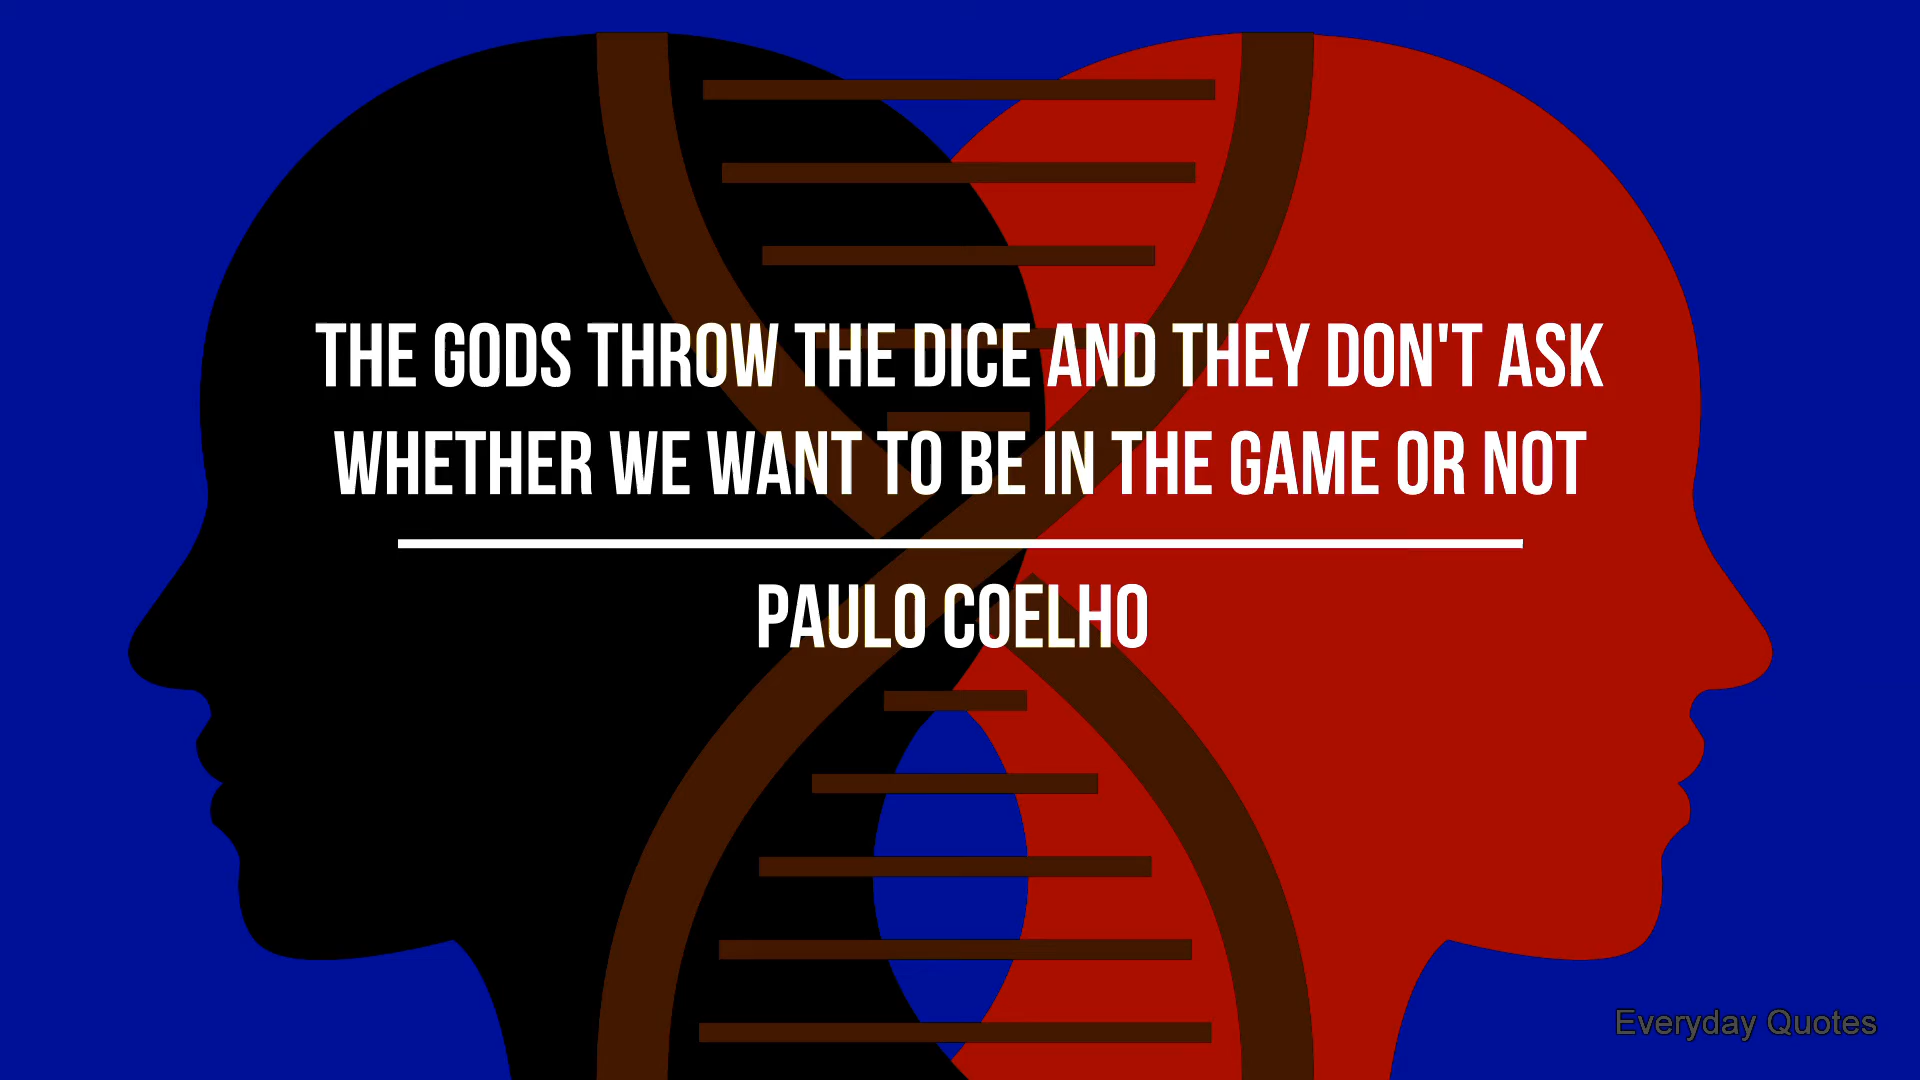 THE GODS THROW THE DICE AND THEY DON'T ASK
WHETHER WE WANT TO BE IN THE GAME OR NOT
PAULO COELHO
Everyday Quotes